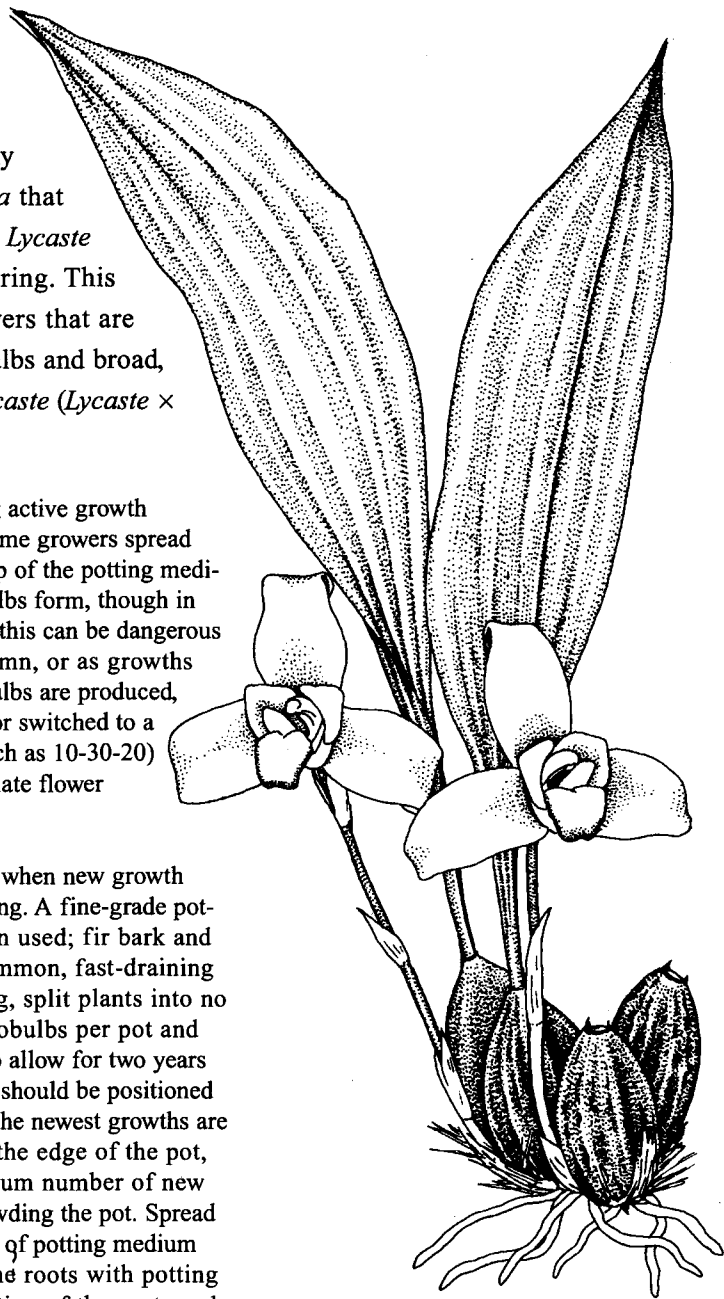 y
a that
Lycaste
ring. This
ers that are
lbs and broad,
caste (Lycaste ×
active growth
me growers spread
p of the potting medi-
lbs form, though in
this can be dangerous
mn, or as growths
ulbs are produced,
or switched to a
ch as 10-30-20)
ate flower
when new growth
ng. A fine-grade pot-
n used; fir bark and
mmon, fast-draining
g, split plants into no
obulbs per pot and
o allow for two years
should be positioned
he newest growths are
the edge of the pot,
um number of new
wding the pot. Spread
of potting medium
ne roots with potting